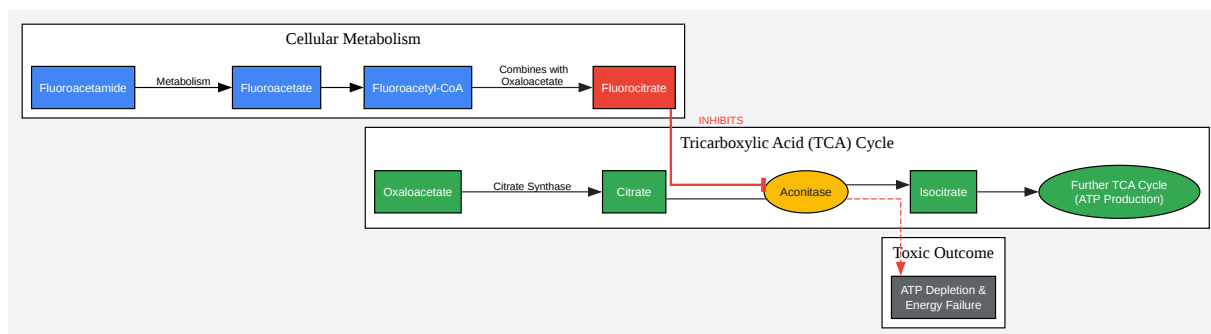 Cellular Metabolism
Fluoroacetamide
Metabolism
Fluoroacetate
Fluoroacetyl-CoA
Combines with
Oxaloacetate
Fluorocitrate
INHIBITS
Tricarboxylic Acid (TCA) Cycle
Oxaloacetate
Citrate Synthase
Citrate
Aconitase
Isocitrate
Further TCA Cycle
(ATP Production)
Toxic Outcome
ATP Depletion &
Energy Failure